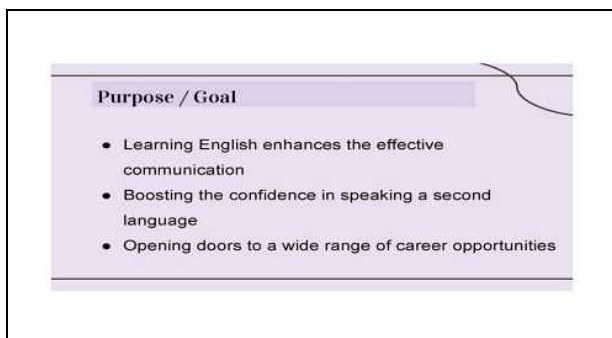 Purpose / Goal
● Learning English enhances the effective
communication
● Boosting the confidence in speaking a second
language
● Opening doors to a wide range of career opportunities